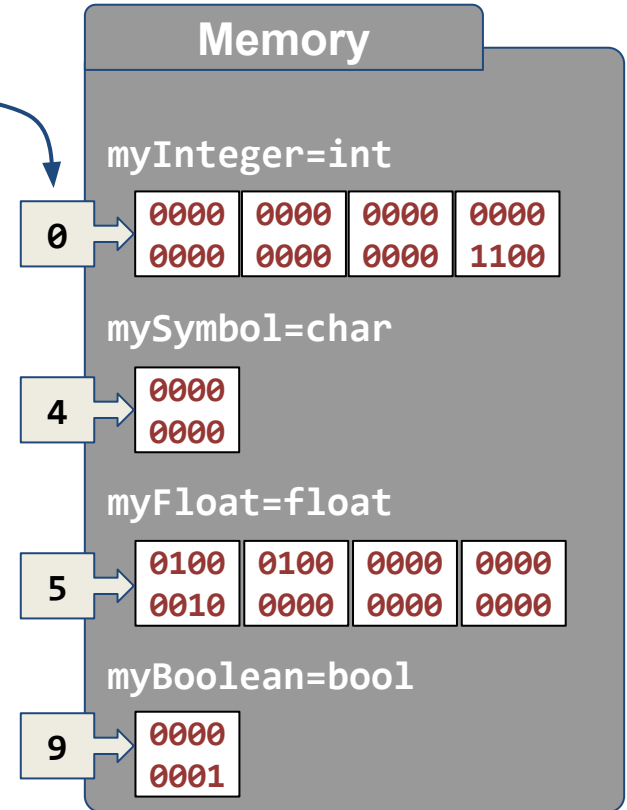 Memory
myInteger=int
0000 0000 0000 0000
0 0000 0000 0000 1100
mySymbol=char
0000
4 0000
myFloat=float
0100 0100 0000 0000
5 0010 0000 0000 0000
myBoolean=bool
0000
9 0001